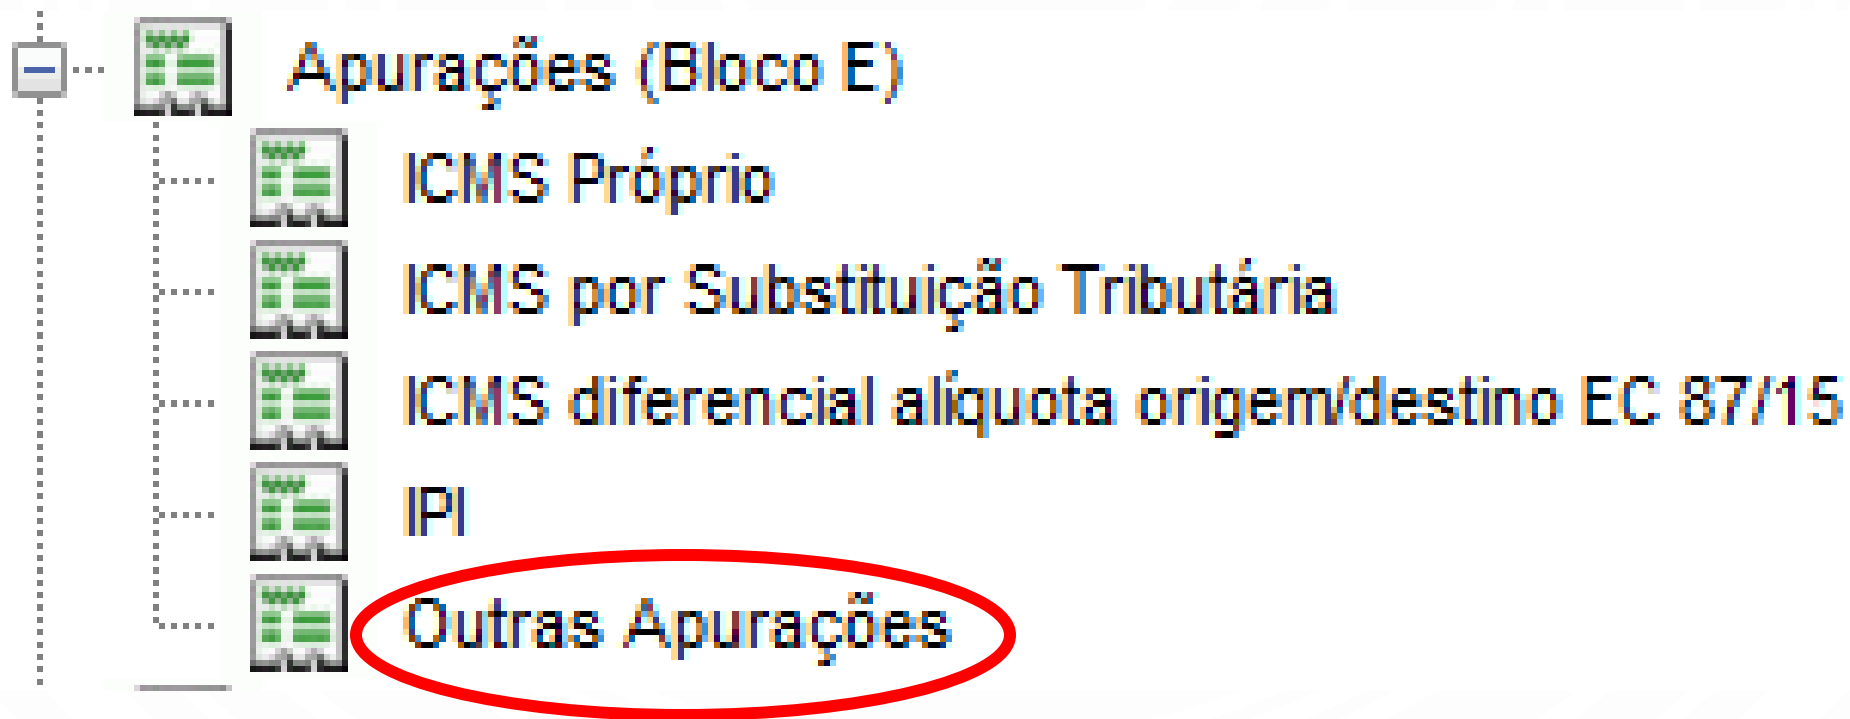 Apurações (Bloco E)
ICMS Próprio
ICMS por Substituição Tributária
ICMS diferencial alíquota origem/destino EC 87/15
IPI
Outras Apurações